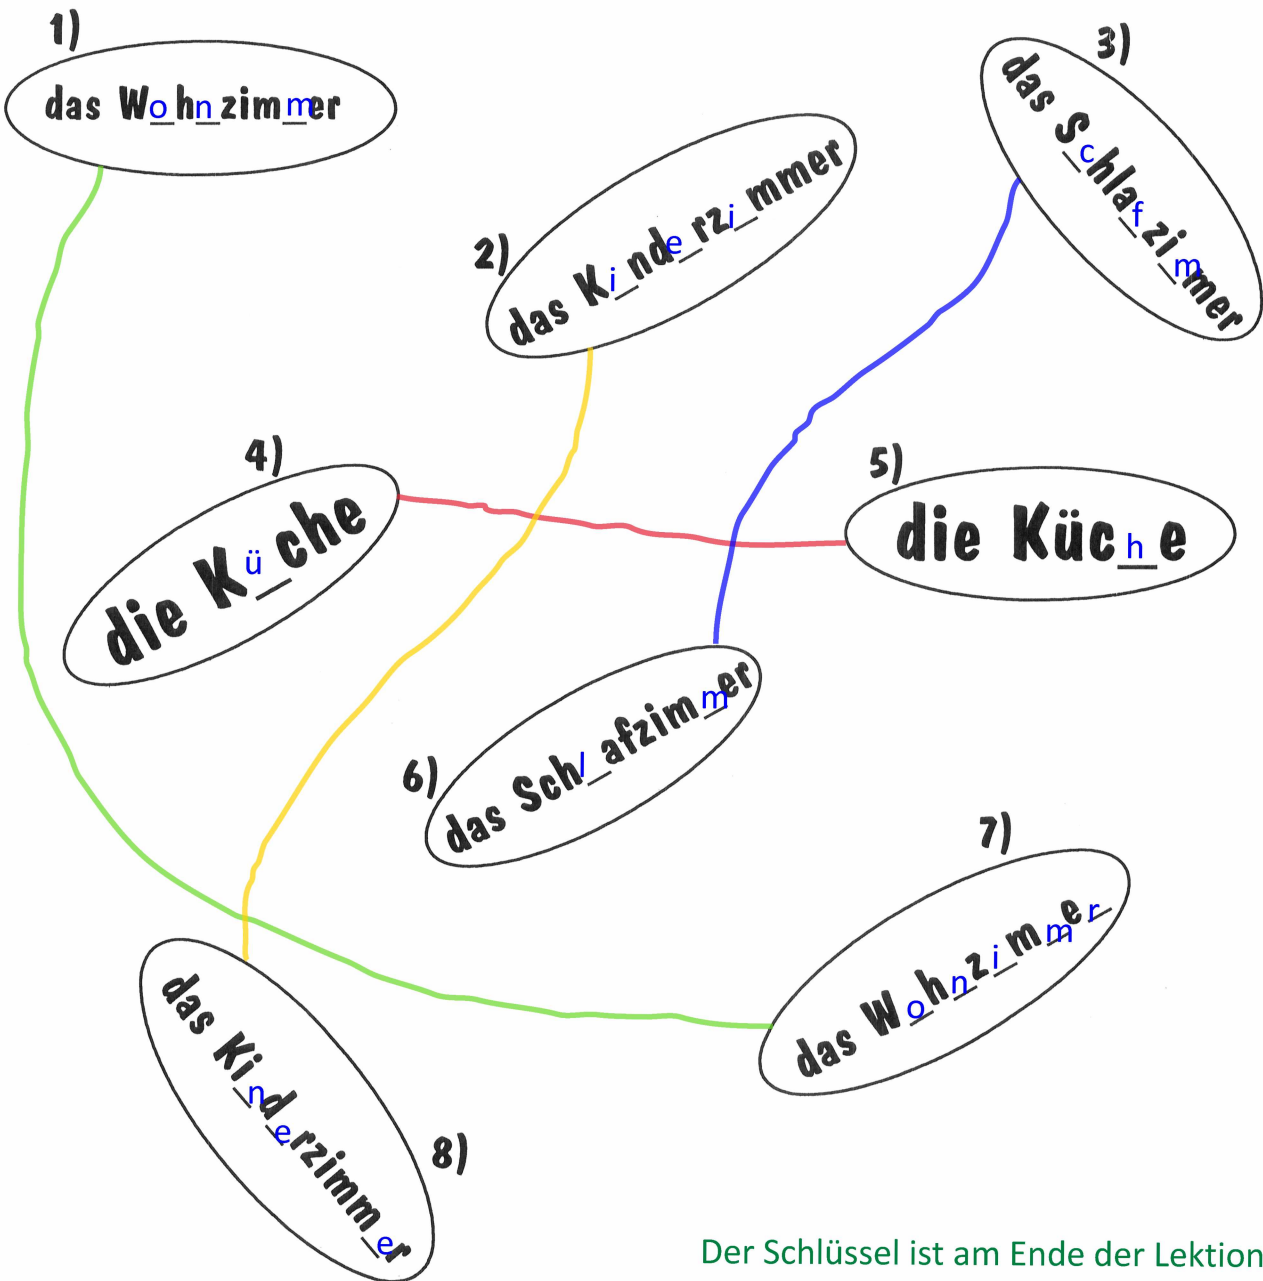 1)
das Wohnzimmer
2)
das Kinderzimmer
3)
das Schlafzimmer
4)
die Küche
5)
die Küche
6)
das Schlafzimmer
7)
das Wohnzimmer
8)
das Kinderzimmer
Der Schlüssel ist am Ende der Lektion